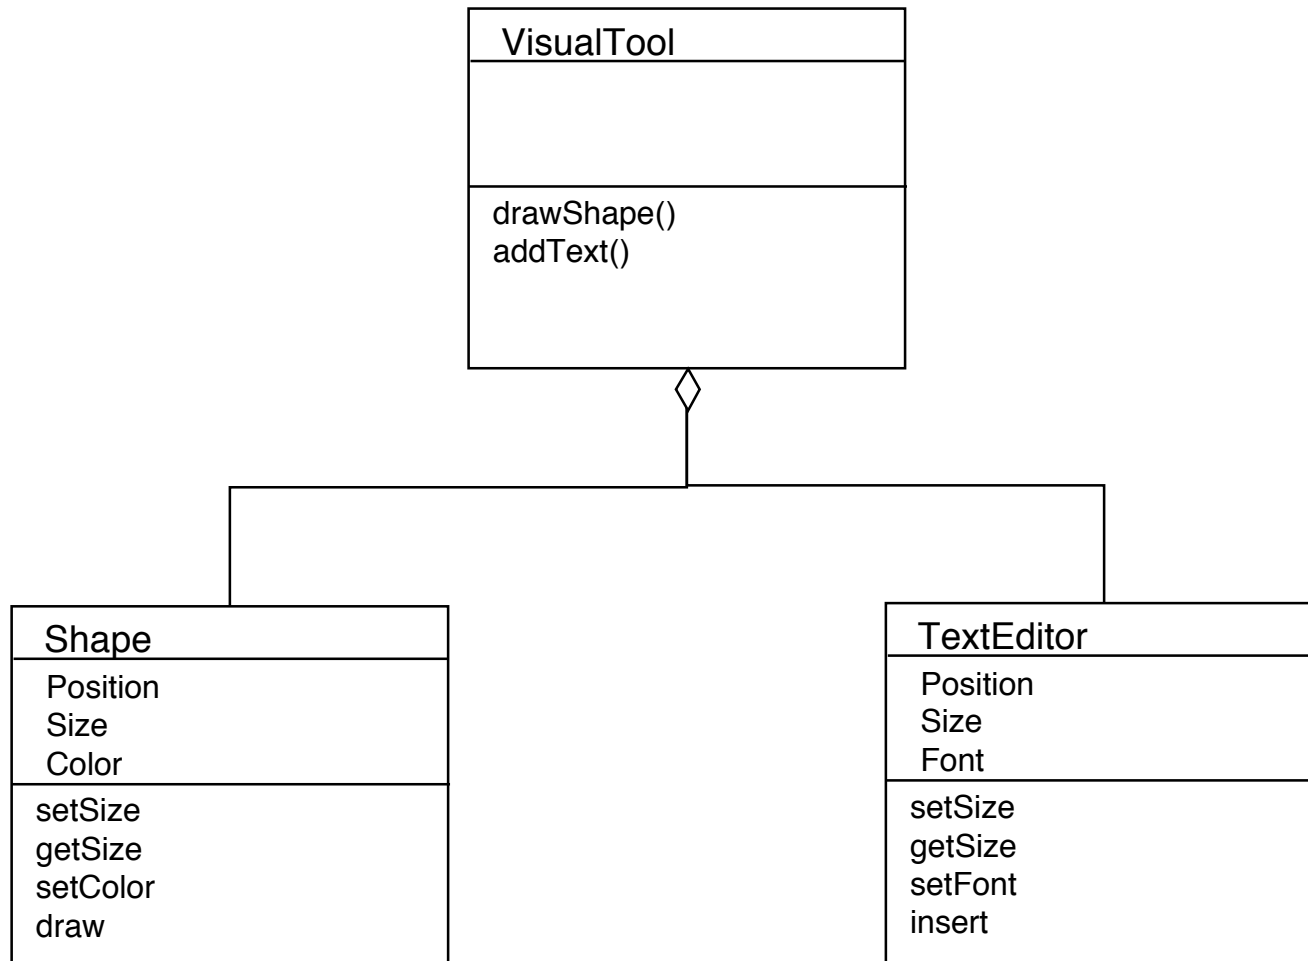 VisualTool
drawShape()
addText()
Shape
Position
Size
Color
setSize
getSize
setColor
draw
TextEditor
Position
Size
Font
setSize
getSize
setFont
insert